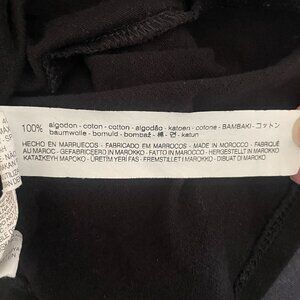 100% algodon - coton - cotton - algodão - katoen - cotone - ΒΑΜΒΑΚΙ - コットン
baumwolle - bomuld - bombaž - 棉 - 면 - katun
HECHO EN MARRUECOS - FABRICADO EM MARROCOS - MADE IN MOROCCO - FABRIQUÉ
AU MAROC - GEFABRICEERD IN MAROKKO - FATTO IN MAROCCO - HERGESTELLT IN MAROKKO
ΚΑΤΑΣΚΕΥΗ ΜΑΡΟΚΟ - ÜRETİM YERİ FAS - FREMSTILLET I MAROKKO - DIBUAT DI MAROKO